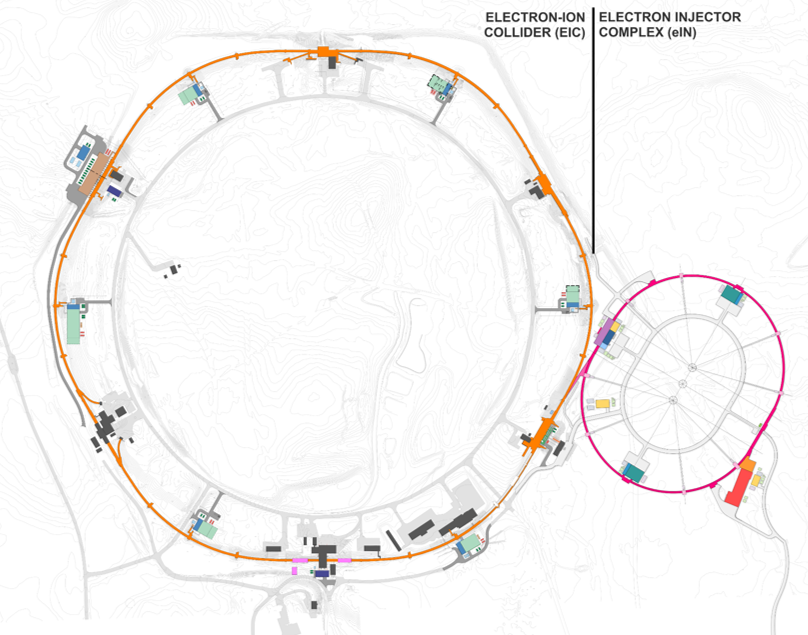 ELECTRON-ION
COLLIDER (EIC)
ELECTRON INJECTOR
COMPLEX (eIN)